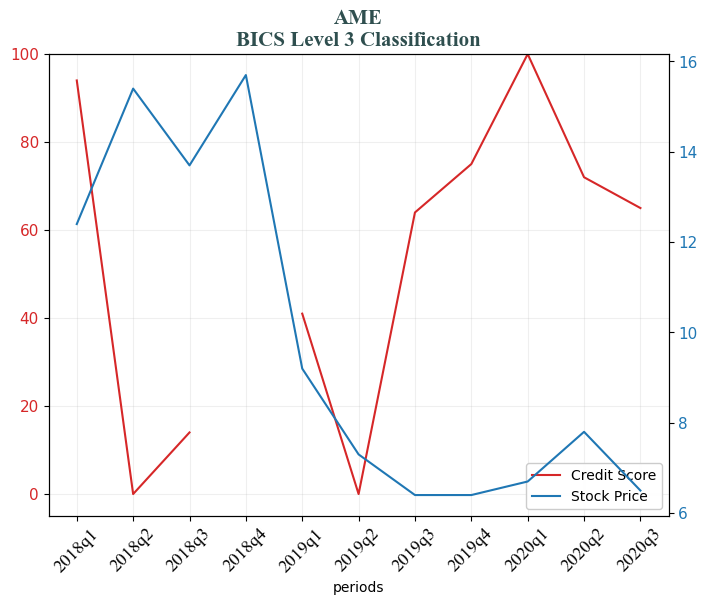 AME
BICS Level 3 Classification
100
80
60
40
20
0
16
14
12
10
8
6
Credit Score
Stock Price
2018q1
2018q2
2018q3
2018q4
2019q1
2019q2
2019q3
2019q4
2020q1
2020q2
2020q3
periods